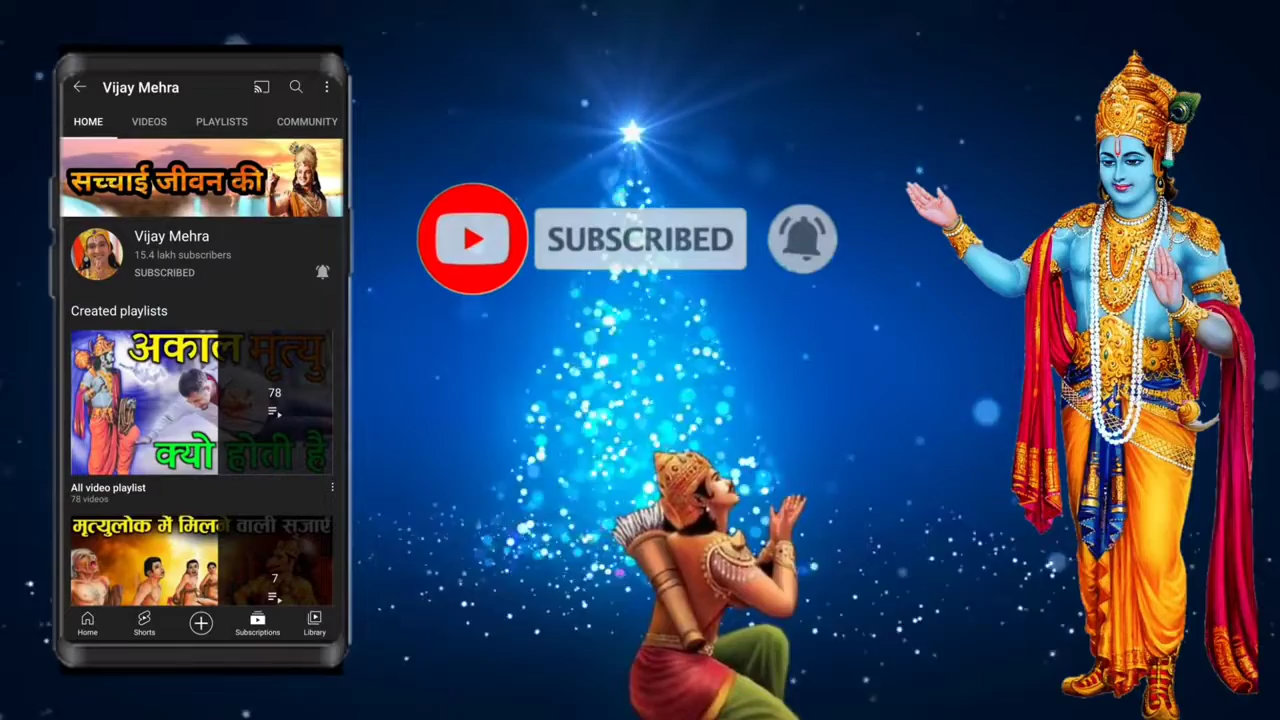 Vijay Mehra
HOME VIDEOS PLAYLISTS COMMUNITY
सच्चाई जीवन की
Vijay Mehra
15.4 lakh subscribers
SUBSCRIBED
Created playlists
अकाल मृत्यु
78
क्यो होती है
All video playlist
78 videos
मृत्युलोक में मिलने वाली सजाएँ
7
Home Shorts Subscriptions Library
SUBSCRIBED